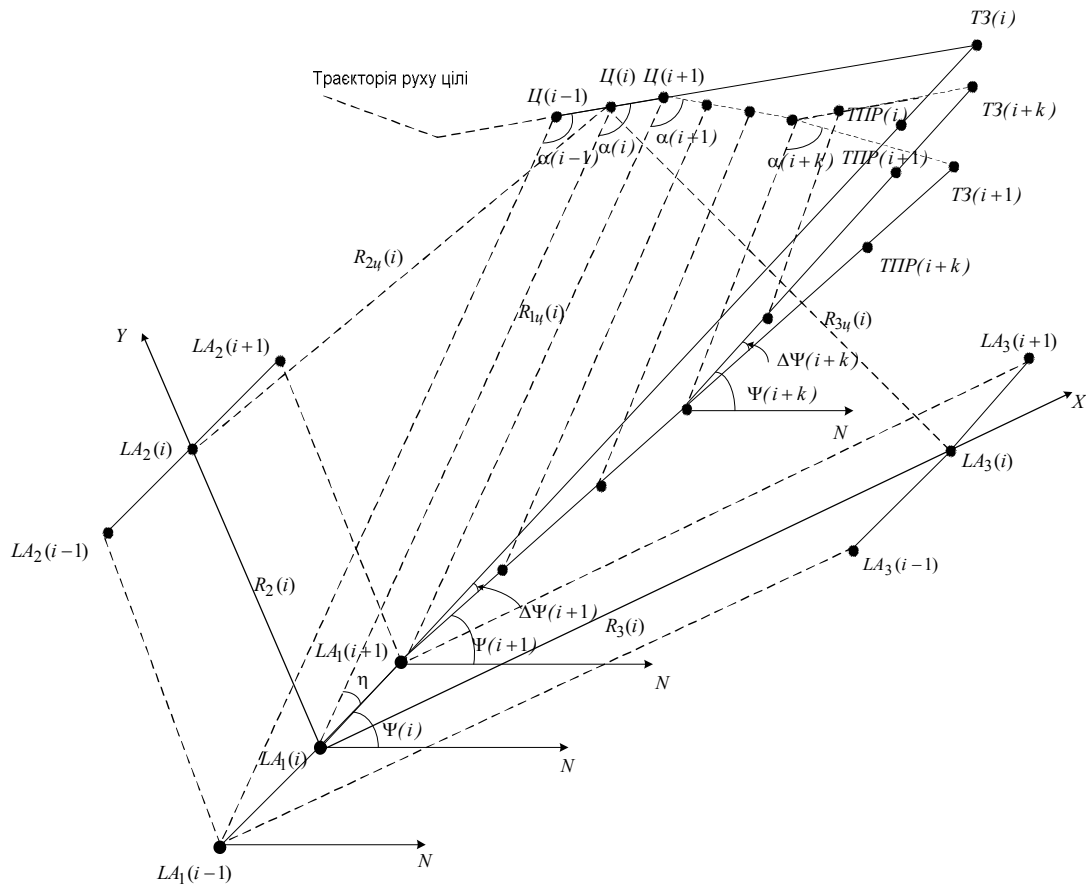 ТЗ(i)
Траєкторія руху цілі
Ц(i−1)
Ц(i)
Ц(i+1)
ТЗ(i+k)
ТПР(i)
α(i−1)
α(i)
α(i+1)
α(i+k)
ТПР(i+1)
ТЗ(i+1)
R₂ц(i)
ТПР(i+k)
R₁ц(i)
R₃ц(i)
Y
LA₂(i+1)
LA₃(i+1)
ΔΨ(i+k)
Ψ(i+k)
X
N
LA₂(i)
LA₃(i)
LA₂(i−1)
LA₃(i−1)
R₂(i)
ΔΨ(i+1)
R₃(i)
LA₁(i+1)
Ψ(i+1)
N
η
Ψ(i)
LA₁(i)
N
LA₁(i−1)
N